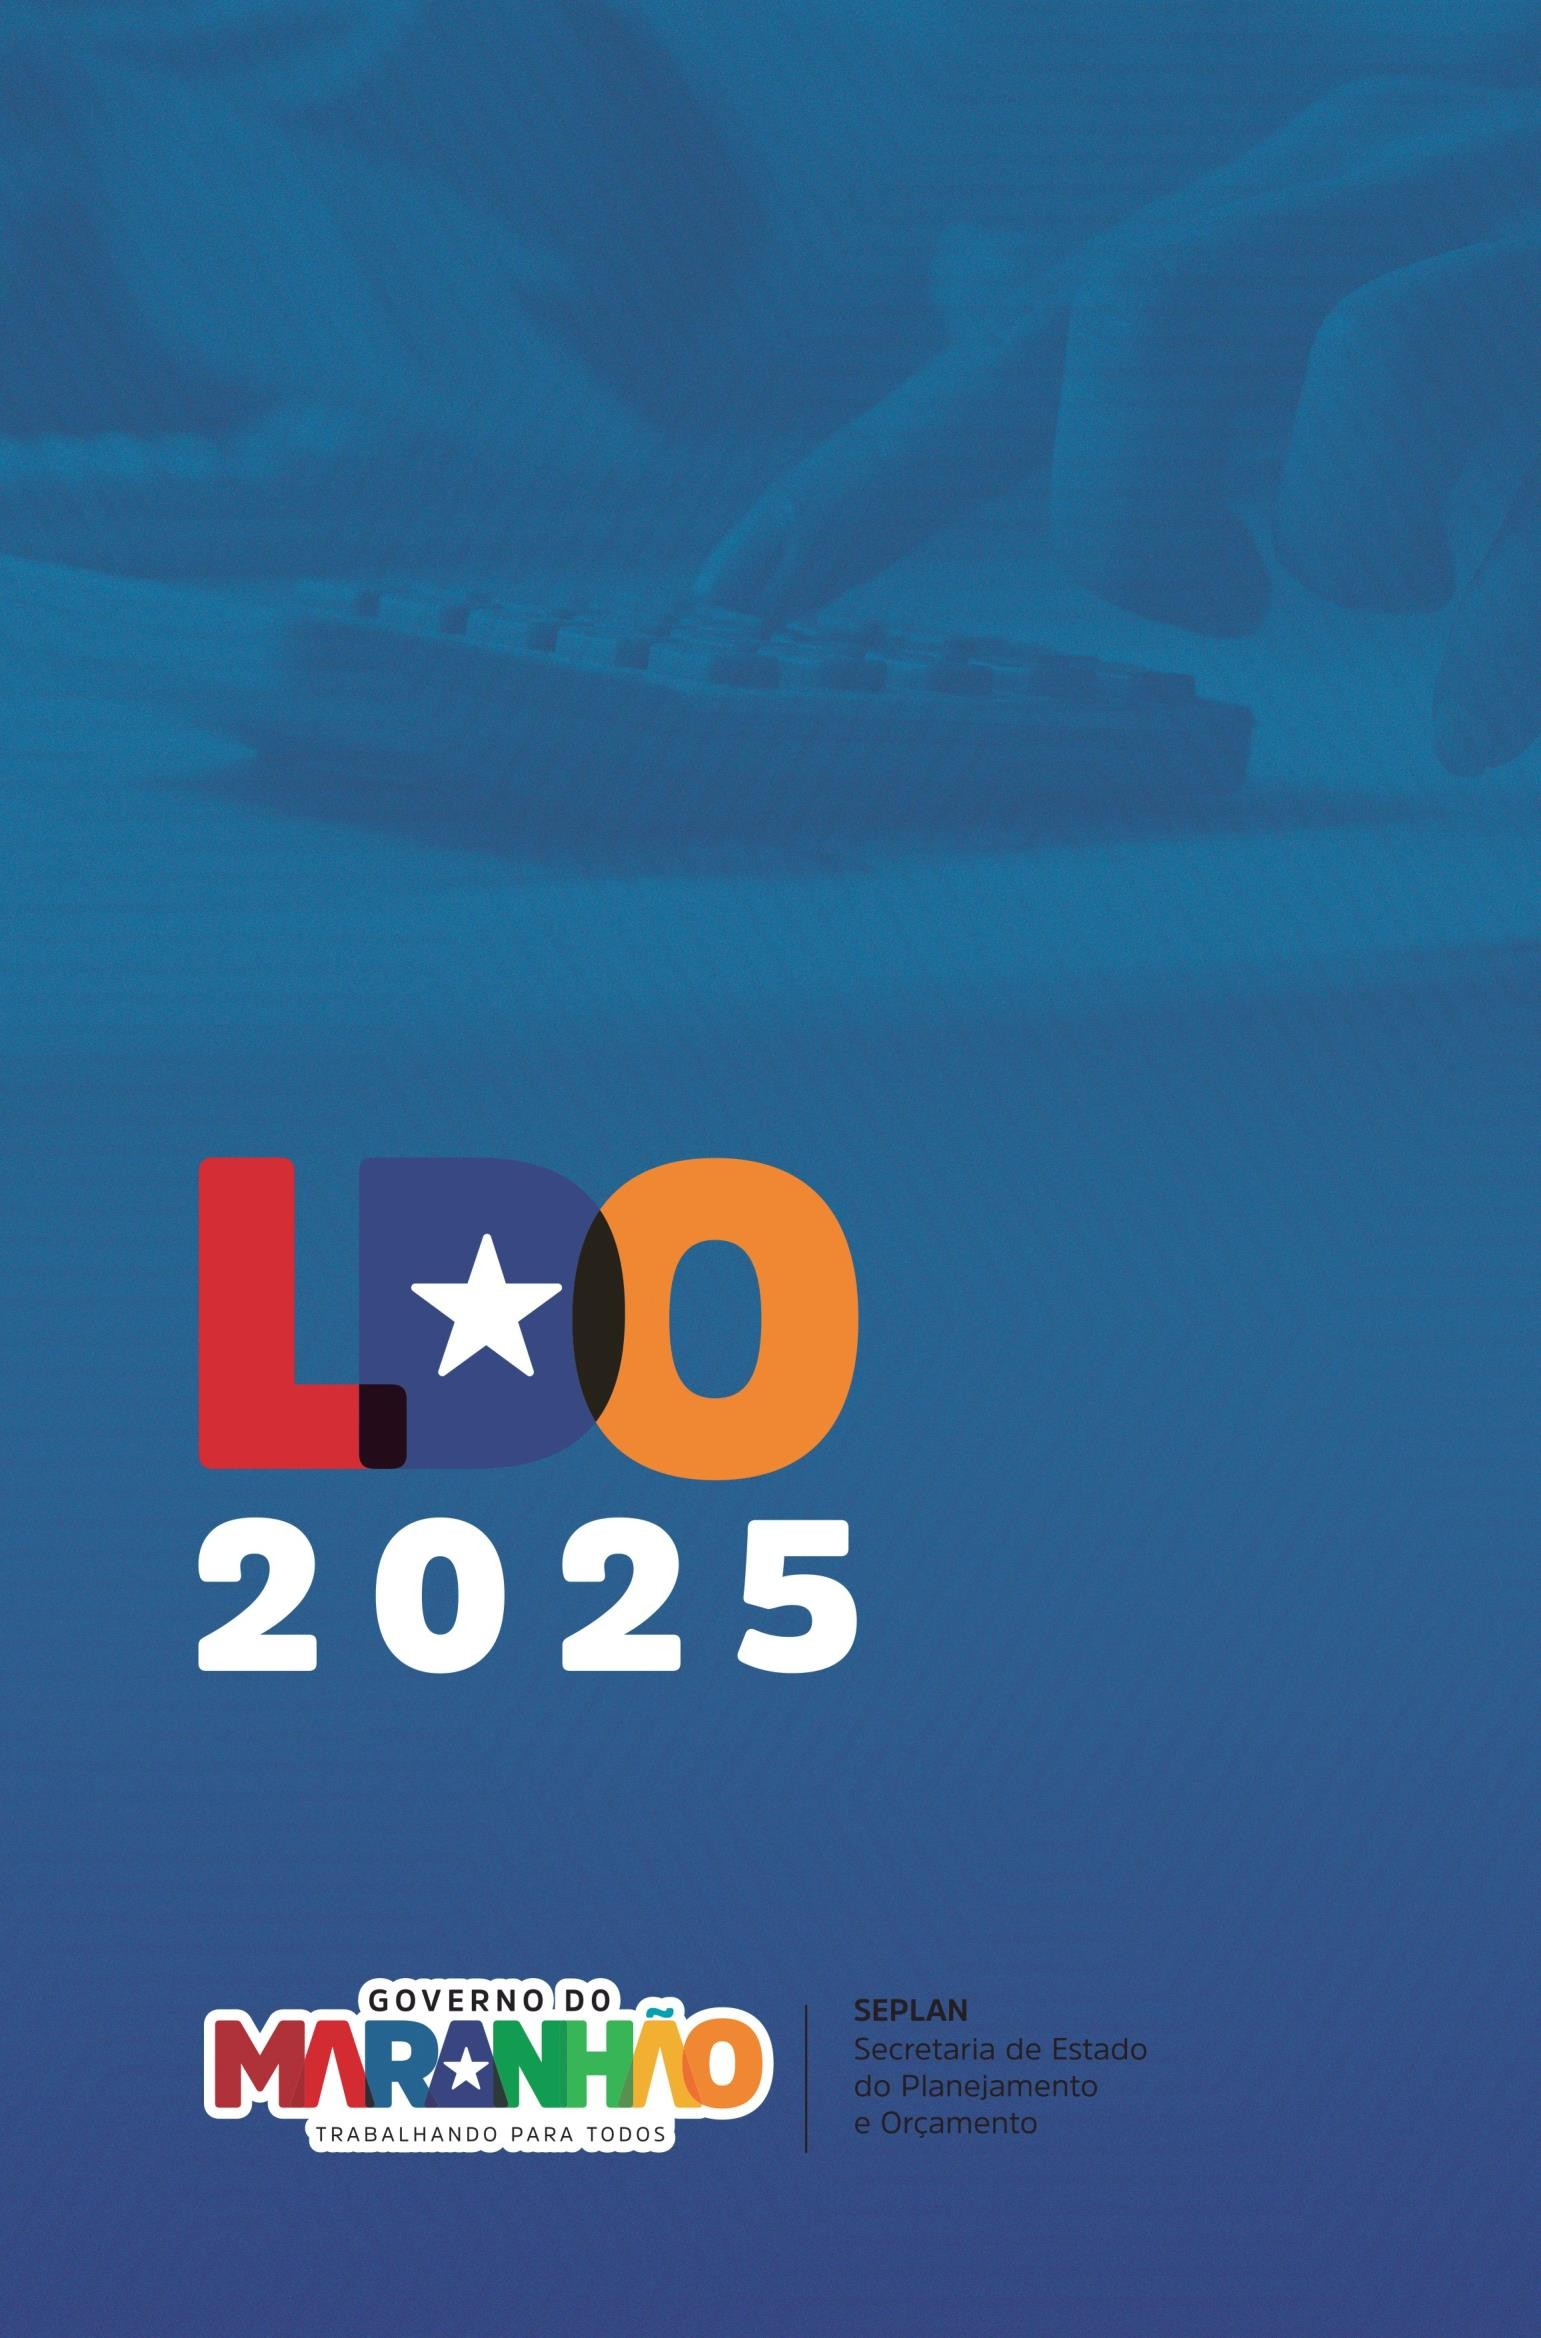 LDO
2025
GOVERNO DO
MARANHÃO
TRABALHANDO PARA TODOS
SEPLAN
Secretaria de Estado
do Planejamento
e Orçamento